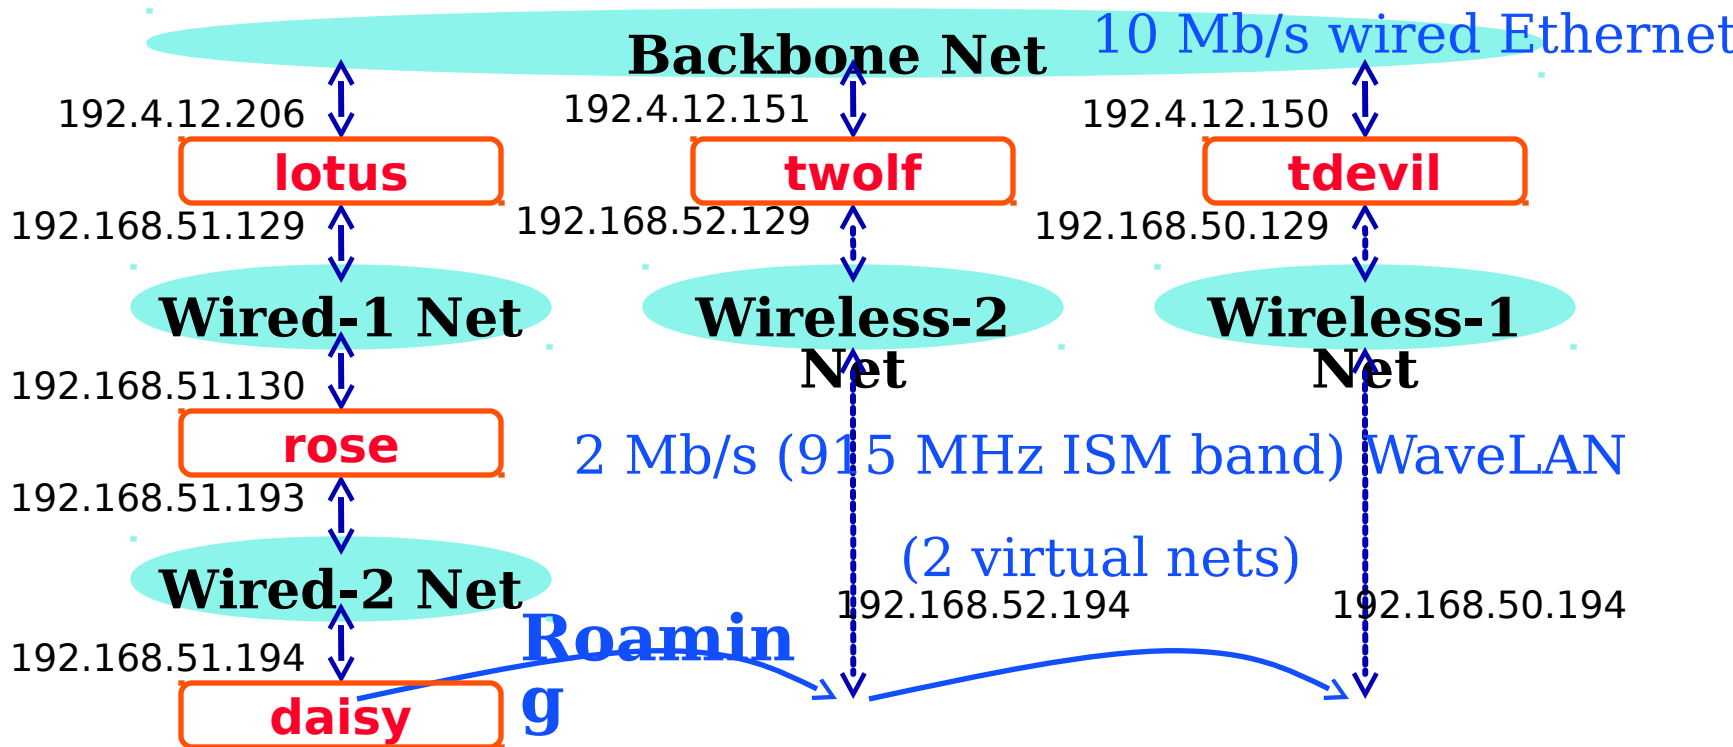 10 Mb/s wired Ethernet
Backbone Net
192.4.12.206
192.4.12.151
192.4.12.150
lotus
twolf
tdevil
192.168.51.129
192.168.52.129
192.168.50.129
Wired-1 Net
Wireless-2
Net
Wireless-1
Net
192.168.51.130
rose
2 Mb/s (915 MHz ISM band) WaveLAN
192.168.51.193
(2 virtual nets)
Wired-2 Net
192.168.52.194
192.168.50.194
Roamin
g
192.168.51.194
daisy